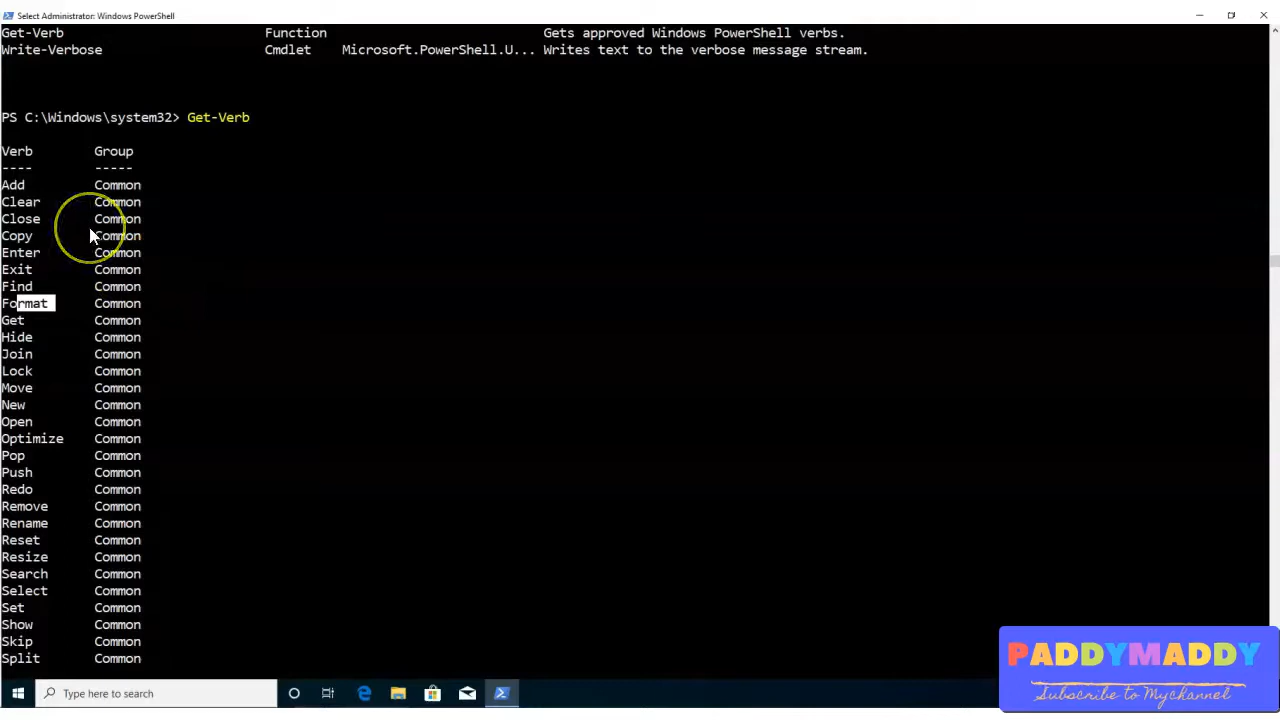 Select Administrator: Windows PowerShell
Get-Verb Function Gets approved Windows PowerShell verbs.
Write-Verbose Cmdlet Microsoft.PowerShell.U... Writes text to the verbose message stream.
PS C:\Windows\system32> Get-Verb
Verb Group
---- -----
Add Common
Clear Common
Close Common
Copy Common
Enter Common
Exit Common
Find Common
Format Common
Get Common
Hide Common
Join Common
Lock Common
Move Common
New Common
Open Common
Optimize Common
Pop Common
Push Common
Redo Common
Remove Common
Rename Common
Reset Common
Resize Common
Search Common
Select Common
Set Common
Show Common
Skip Common
Split Common
Type here to search
PADDYMADDY
Subscribe to Mychannel